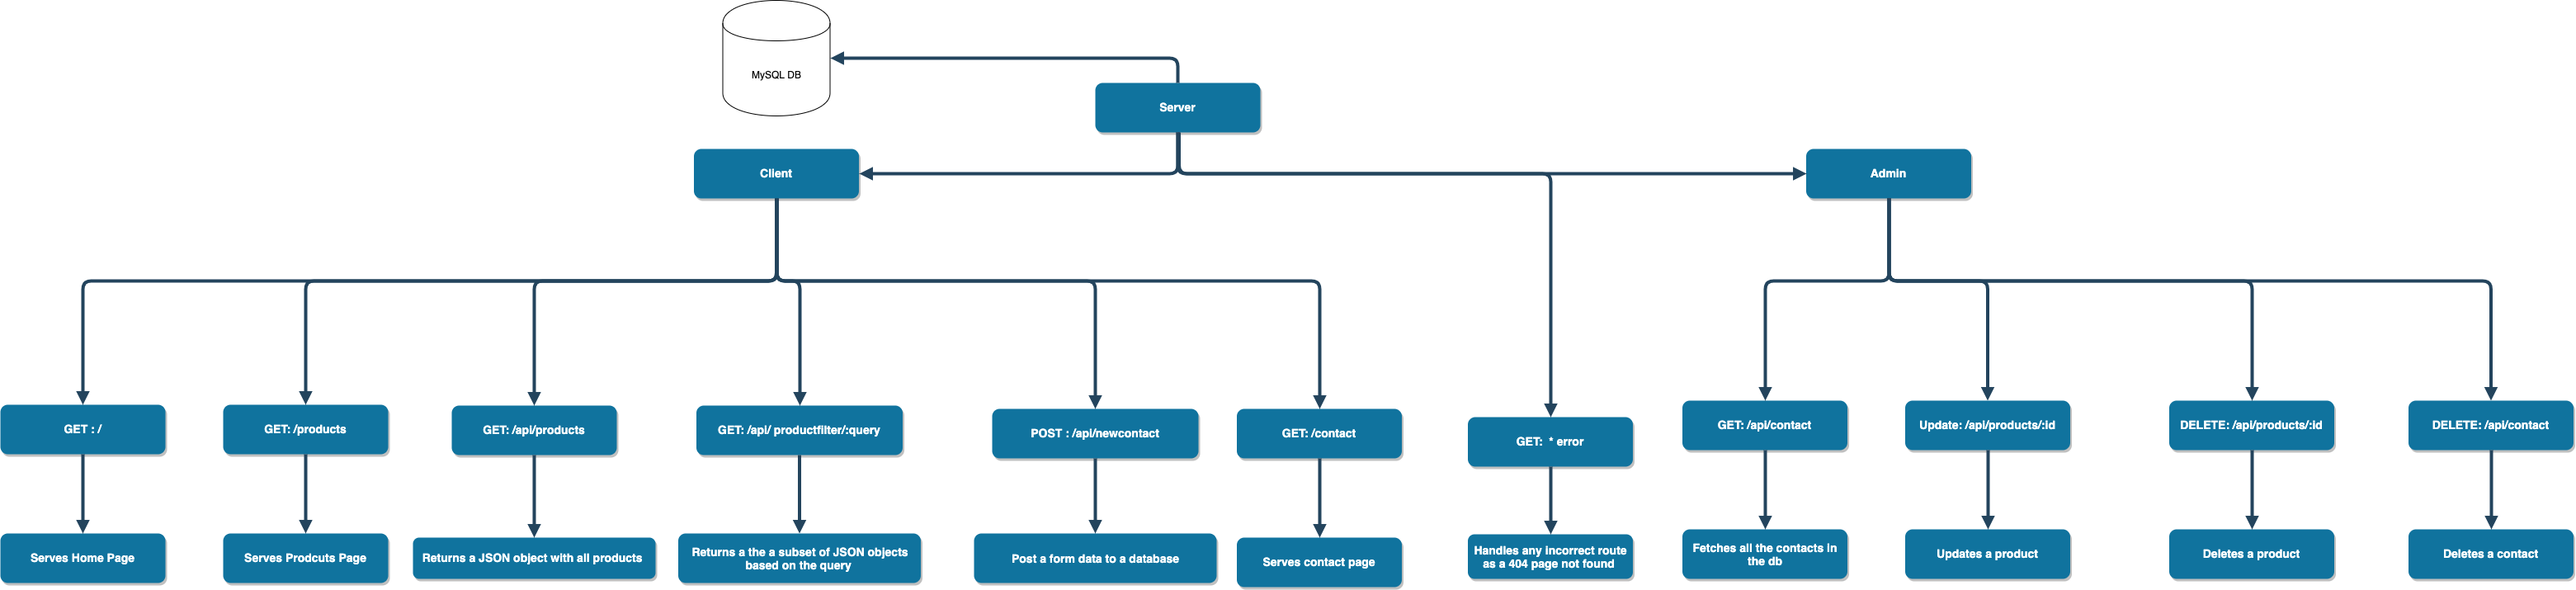 MySQL DB
Server
Client
Admin
GET : /
GET: /products
GET: /api/products
GET: /api/ productfilter/:query
POST : /api/newcontact
GET: /contact
GET:  * error
GET: /api/contact
Update: /api/products/:id
DELETE: /api/products/:id
DELETE: /api/contact
Serves Home Page
Serves Prodcuts Page
Returns a JSON object with all products
Returns a the a subset of JSON objects
based on the query
Post a form data to a database
Serves contact page
Handles any incorrect route
as a 404 page not found
Fetches all the contacts in
the db
Updates a product
Deletes a product
Deletes a contact